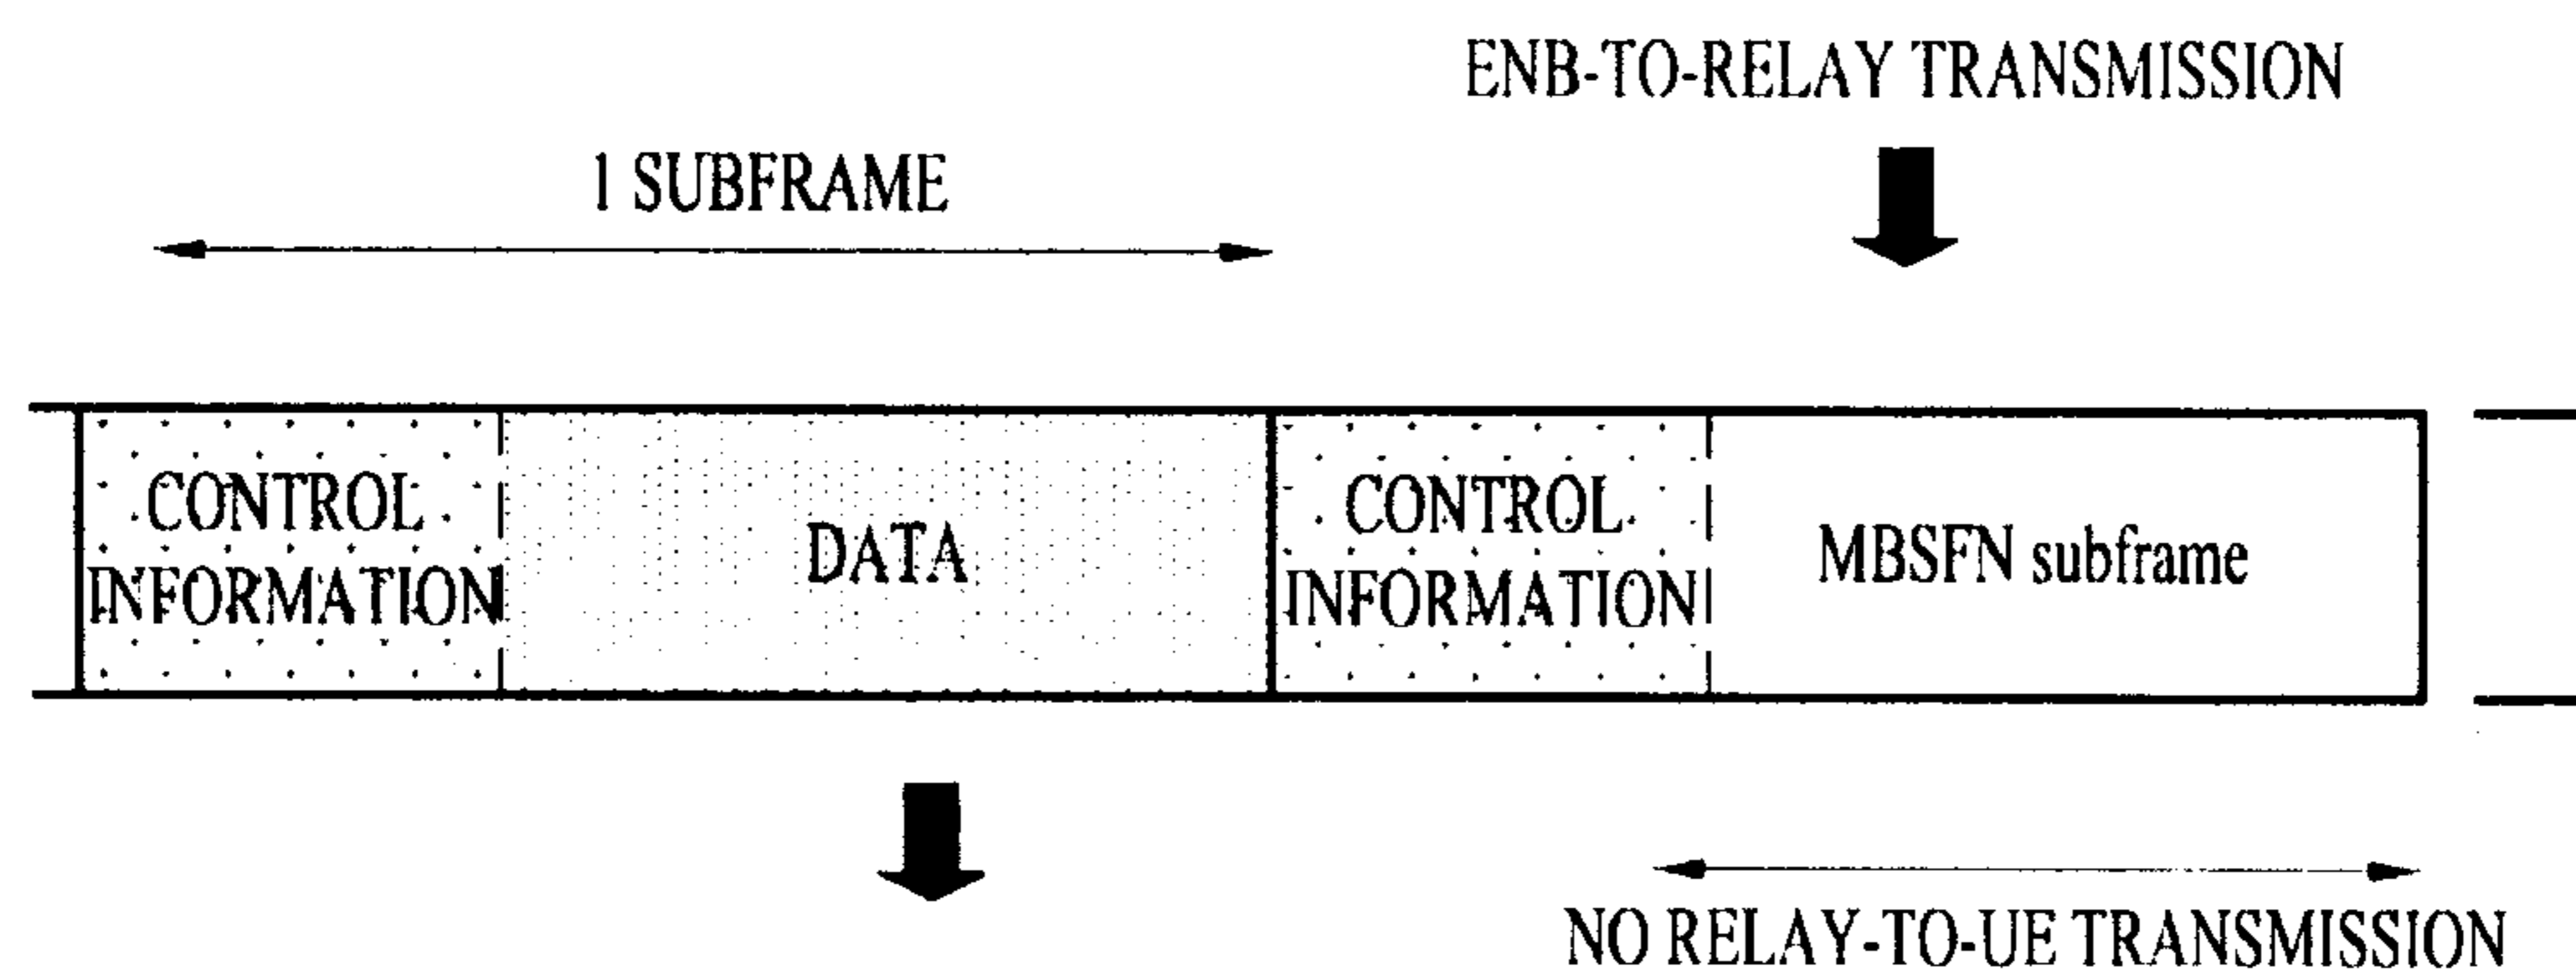 ENB-TO-RELAY TRANSMISSION
1 SUBFRAME
CONTROL
INFORMATION
DATA
CONTROL
INFORMATION
MBSFN subframe
NO RELAY-TO-UE TRANSMISSION